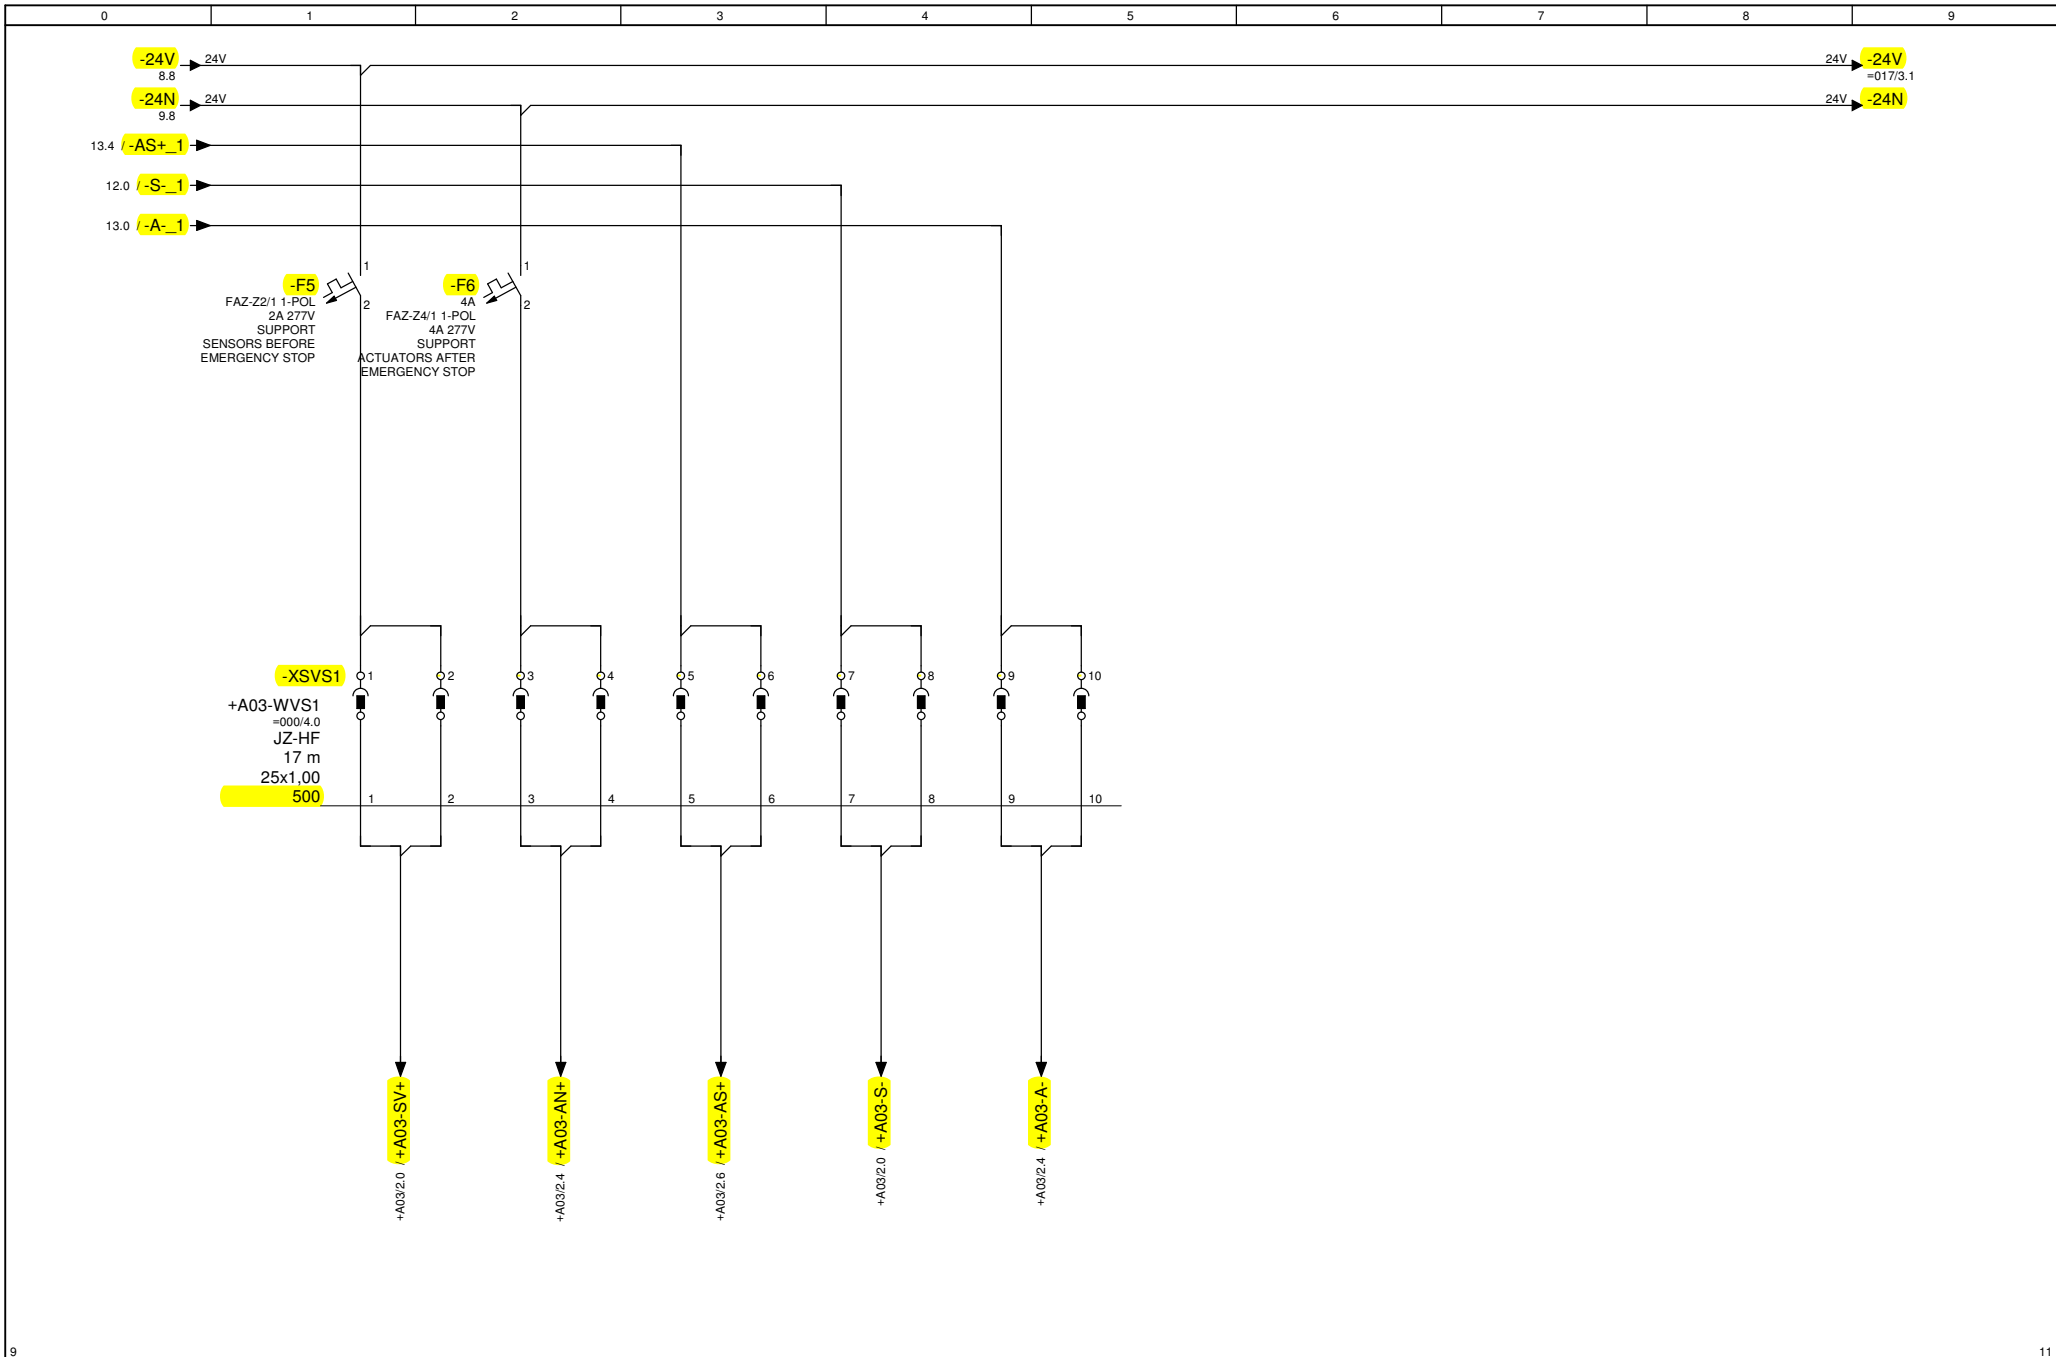 0 1 2 3 4 5 6 7 8 9
-24V 24V 24V -24V
8.8 =017/3.1
-24N 24V 24V -24N
9.8
13.4 / -AS+_1
12.0 / -S-_1
13.0 / -A-_1
1 1
-F5 -F6
2 2
FAZ-Z2/1 1-POL
2A 277V
SUPPORT
SENSORS BEFORE
EMERGENCY STOP
4A
FAZ-Z4/1 1-POL
4A 277V
SUPPORT
ACTUATORS AFTER
EMERGENCY STOP
-XSVS1 1 2 3 4 5 6 7 8 9 10
+A03-WVS1
=000/4.0
JZ-HF
17 m
25x1,00
500 1 2 3 4 5 6 7 8 9 10
+A03/2.0 / +A03-SV+
+A03/2.4 / +A03-AN+
+A03/2.6 / +A03-AS+
+A03/2.0 / +A03-S-
+A03/2.4 / +A03-A-
9 11